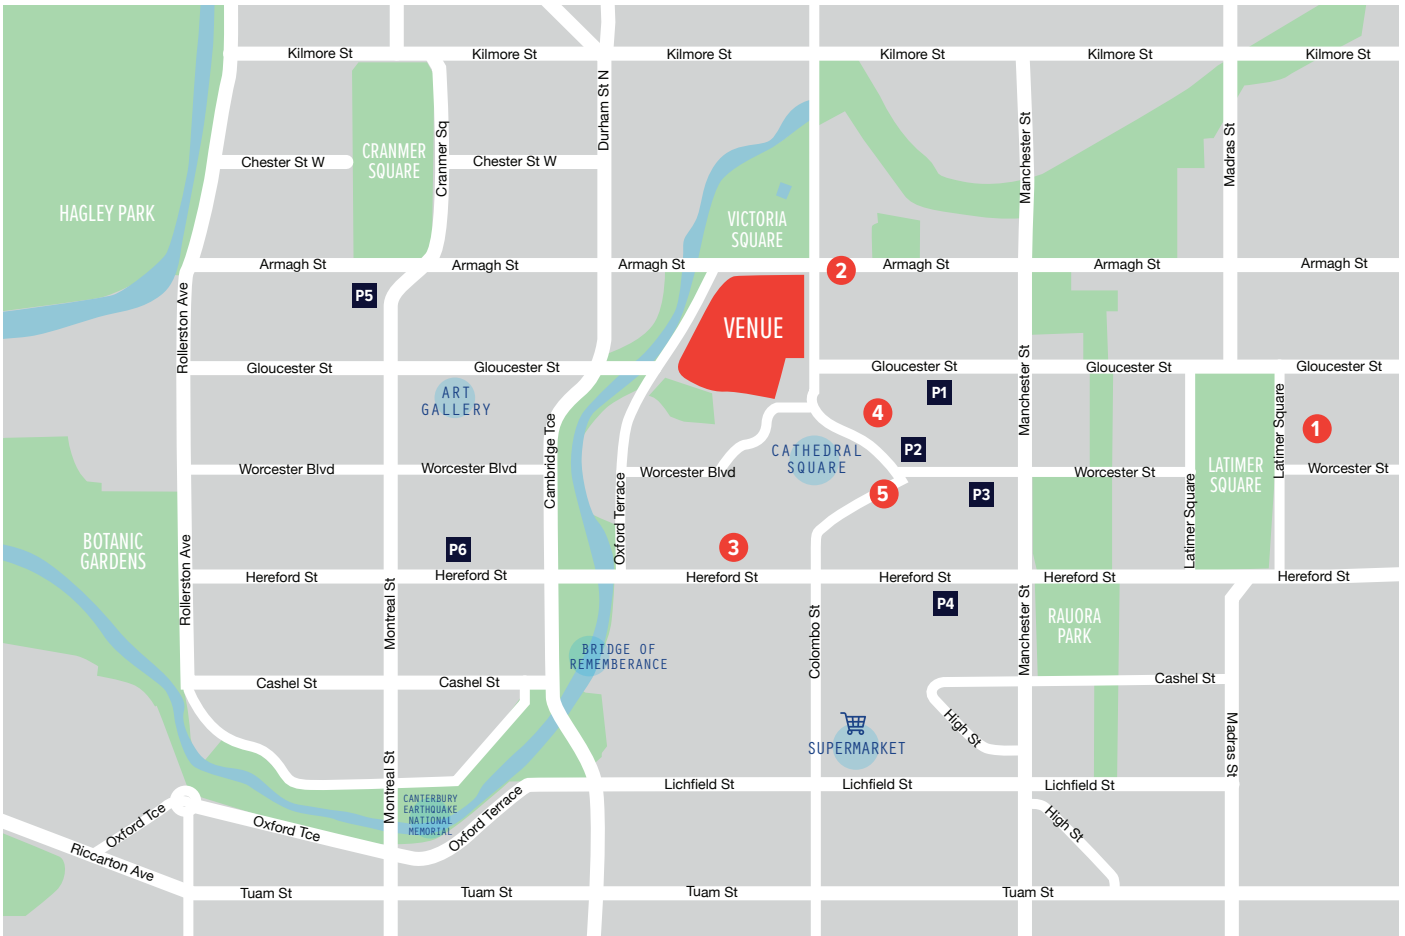 Kilmore St
Kilmore St
Kilmore St
Kilmore St
Kilmore St
Kilmore St
Durham St N
Cranmer Sq
Manchester St
Madras St
CRANMER
SQUARE
Chester St W
Chester St W
HAGLEY PARK
VICTORIA
SQUARE
Armagh St
Armagh St
Armagh St
2
Armagh St
Armagh St
Armagh St
P5
Rollerston Ave
VENUE
Gloucester St
Gloucester St
Gloucester St
Gloucester St
Gloucester St
Manchester St
ART
GALLERY
P1
4
1
Latimer Square
Cambridge Tce
P2
CATHEDRAL
SQUARE
Worcester Blvd
Worcester Blvd
Worcester Blvd
Worcester St
Worcester St
LATIMER
SQUARE
Latimer Square
5
P3
Oxford Terrace
BOTANIC
GARDENS
Rollerston Ave
P6
3
Hereford St
Hereford St
Hereford St
Hereford St
Hereford St
Hereford St
P4
Montreal St
Colombo St
Manchester St
RAUORA
PARK
BRIDGE OF
REMEMBERANCE
Cashel St
Cashel St
Cashel St
High St
Madras St
SUPERMARKET
Montreal St
Lichfield St
Lichfield St
Lichfield St
CANTERBURY
EARTHQUAKE
NATIONAL
MEMORIAL
Oxford Terrace
Oxford Tce
Oxford Tce
High St
Riccarton Ave
Tuam St
Tuam St
Tuam St
Tuam St